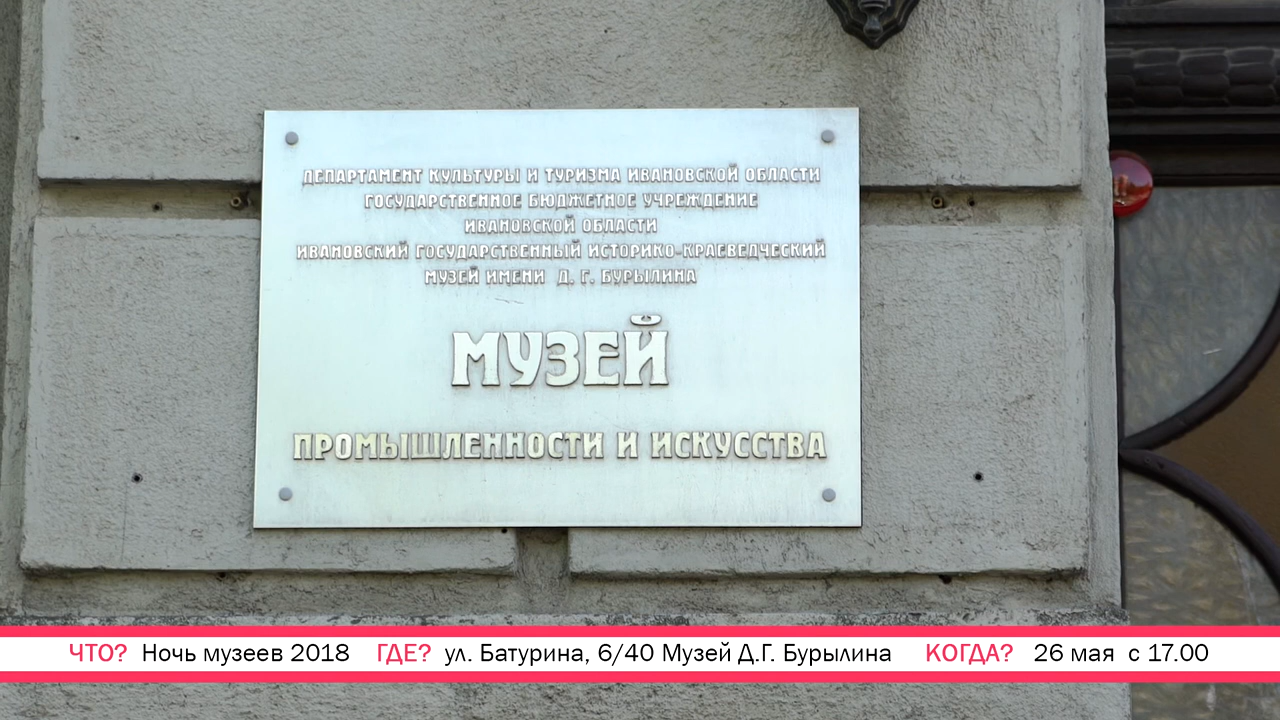 ДЕПАРТАМЕНТ КУЛЬТУРЫ И ТУРИЗМА ИВАНОВСКОЙ ОБЛАСТИ
ГОСУДАРСТВЕННОЕ БЮДЖЕТНОЕ УЧРЕЖДЕНИЕ
ИВАНОВСКОЙ ОБЛАСТИ
ИВАНОВСКИЙ ГОСУДАРСТВЕННЫЙ ИСТОРИКО-КРАЕВЕДЧЕСКИЙ
МУЗЕЙ ИМЕНИ Д. Г. БУРЫЛИНА
МУЗЕЙ
ПРОМЫШЛЕННОСТИ И ИСКУССТВА
ЧТО? Ночь музеев 2018 ГДЕ? ул. Батурина, 6/40 Музей Д.Г. Бурылина КОГДА? 26 мая с 17.00